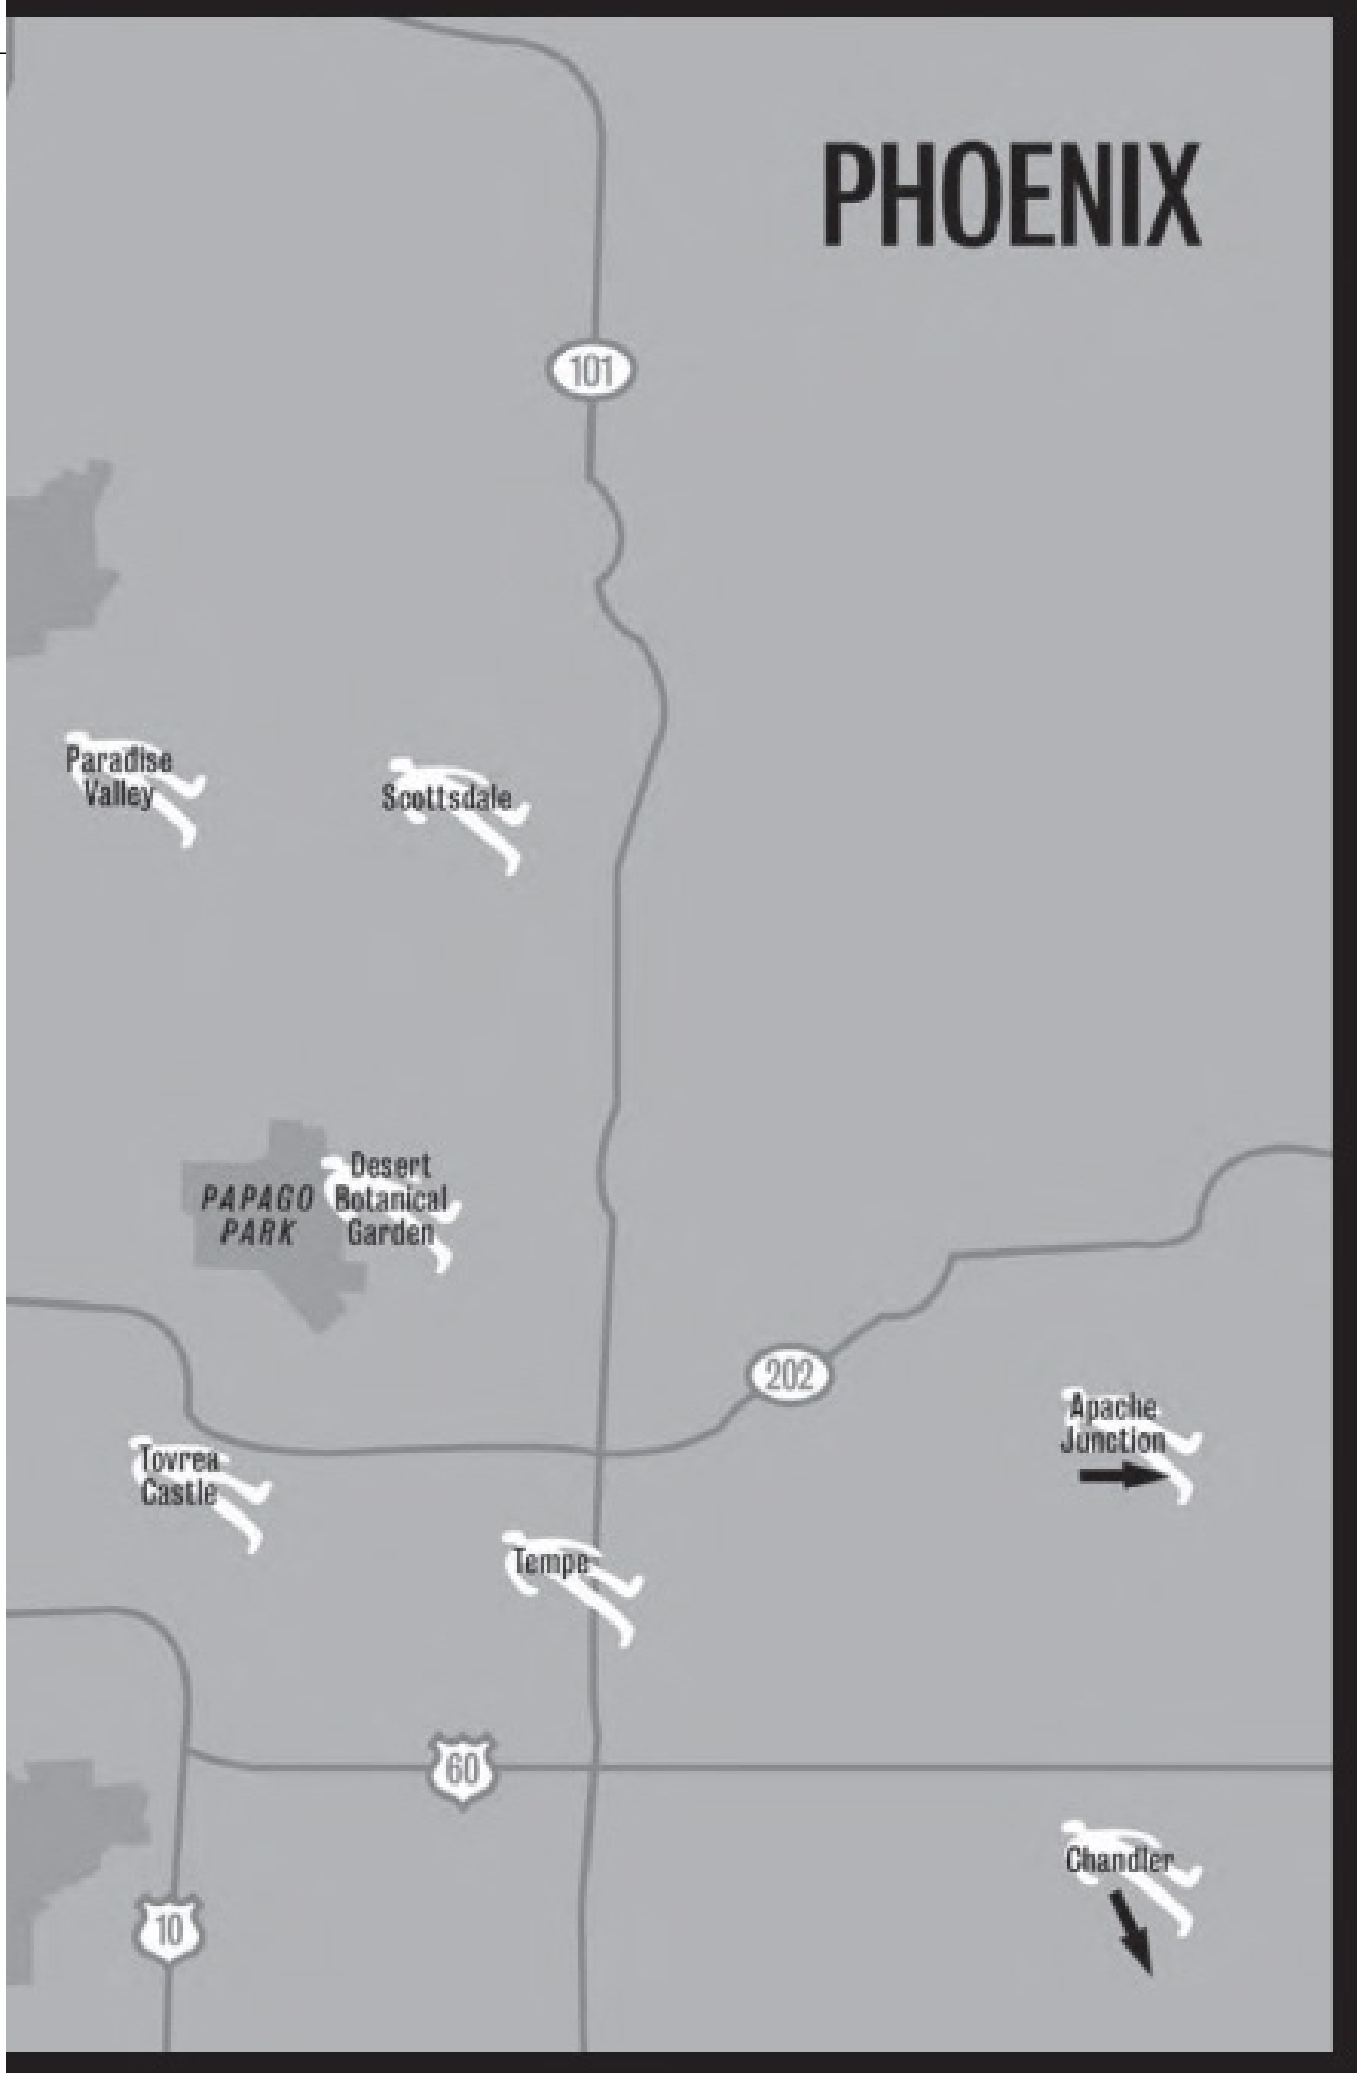 PHOENIX
101
Paradise
Valley
Scottsdale
Desert
Botanical
Garden
PAPAGO
PARK
202
Apache
Junction
Tovrea
Castle
Tempe
60
Chandler
10